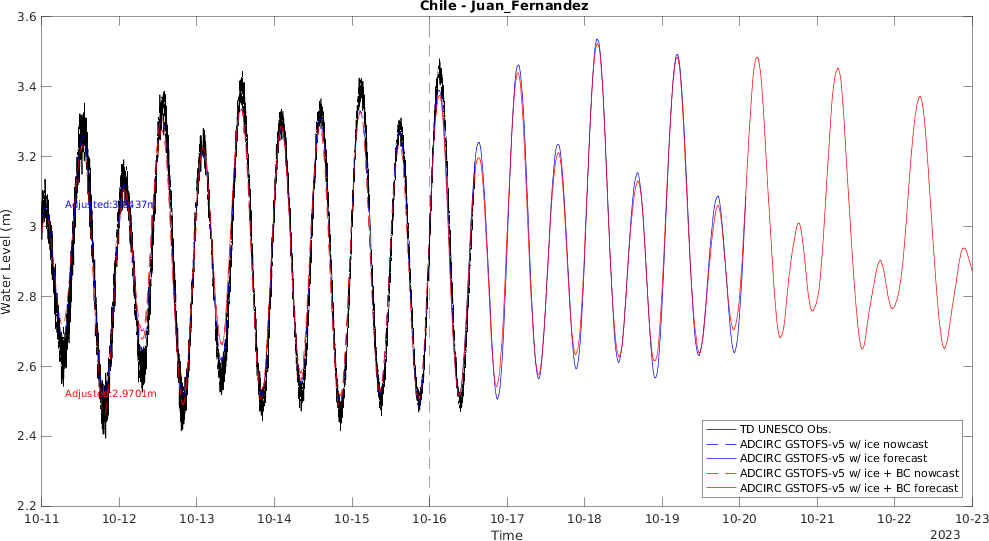 Chile - Juan_Fernandez
3.6
3.4
3.2
3
2.8
2.6
2.4
2.2
Water Level (m)
Adjusted:2.9701m
10-11
10-12
10-13
10-14
10-15
10-16
10-17
10-18
10-19
10-20
10-21
10-22
10-23
Time
2023
TD UNESCO Obs.
ADCIRC GSTOFS-v5 w/ ice nowcast
ADCIRC GSTOFS-v5 w/ ice forecast
ADCIRC GSTOFS-v5 w/ ice + BC nowcast
ADCIRC GSTOFS-v5 w/ ice + BC forecast